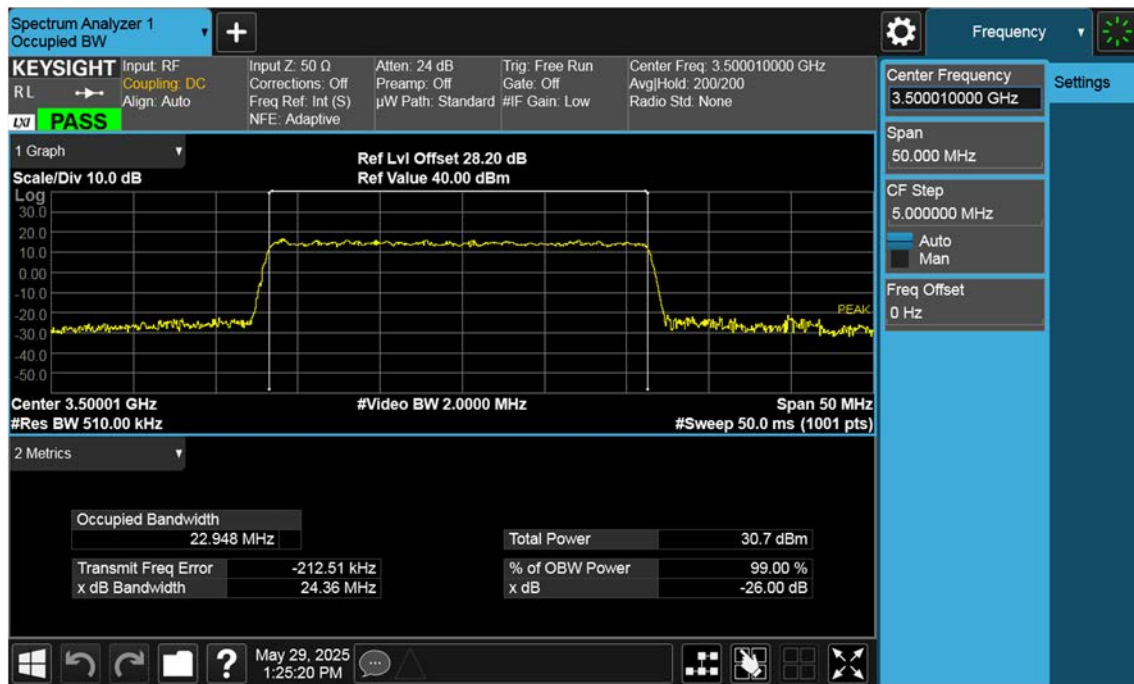 Spectrum Analyzer 1
Occupied BW
Frequency
KEYSIGHT
R L
LXI PASS
Input: RF
Coupling: DC
Align: Auto
Input Z: 50 Ω
Corrections: Off
Freq Ref: Int (S)
NFE: Adaptive
Atten: 24 dB
Preamp: Off
µW Path: Standard
Trig: Free Run
Gate: Off
#IF Gain: Low
Center Freq: 3.500010000 GHz
Avg|Hold: 200/200
Radio Std: None
1 Graph
Scale/Div 10.0 dB
Ref Lvl Offset 28.20 dB
Ref Value 40.00 dBm
Log
30.0
20.0
10.0
0.00
-10.0
-20.0
-30.0
-40.0
-50.0
PEAK
Center 3.50001 GHz
#Video BW 2.0000 MHz
Span 50 MHz
#Res BW 510.00 kHz
#Sweep 50.0 ms (1001 pts)
2 Metrics
Occupied Bandwidth
22.948 MHz
Total Power 30.7 dBm
Transmit Freq Error -212.51 kHz
% of OBW Power 99.00 %
x dB Bandwidth 24.36 MHz
x dB -26.00 dB
Center Frequency
3.500010000 GHz
Settings
Span
50.000 MHz
CF Step
5.000000 MHz
Auto
Man
Freq Offset
0 Hz
?
May 29, 2025
1:25:20 PM